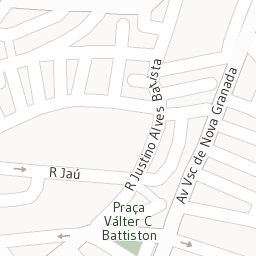 R Justino Alves Batista
Av Vsc de Nova Granada
R Jaú
Praça
Válter C
Battiston